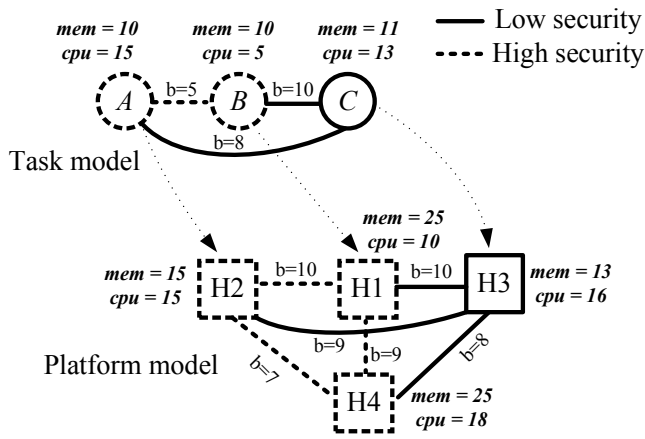 mem = 10
cpu = 15
mem = 10
cpu = 5
mem = 11
cpu = 13
Low security
High security
A
b=5
B
b=10
C
b=8
Task model
mem = 25
cpu = 10
mem = 15
cpu = 15
H2
b=10
H1
b=10
H3
mem = 13
cpu = 16
b=9
b=9
b=8
b=7
Platform model
H4
mem = 25
cpu = 18